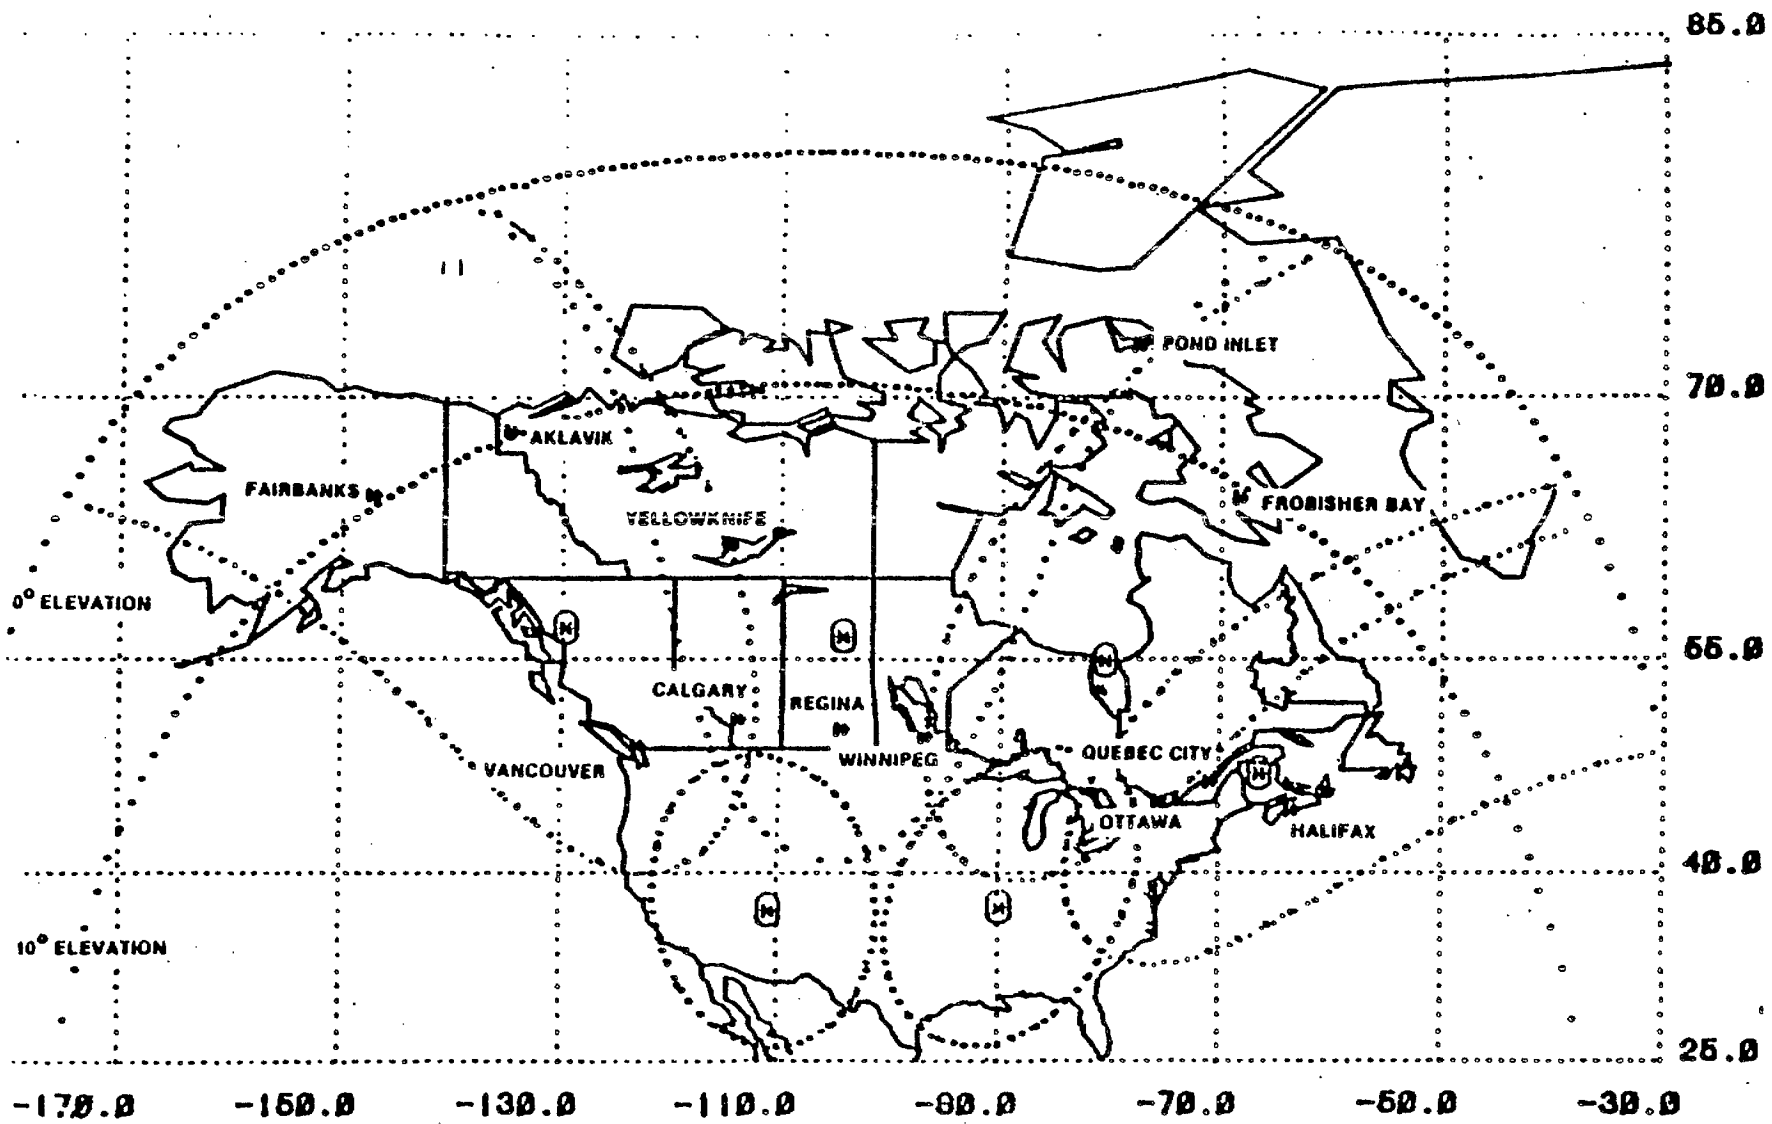 85.0
POND INLET
70.0
AKLAVIK
FAIRBANKS
FROBISHER BAY
YELLOWKNIFE
0° ELEVATION
55.0
CALGARY
REGINA
WINNIPEG
QUEBEC CITY
VANCOUVER
OTTAWA
HALIFAX
40.0
10° ELEVATION
25.0
-170.0 -150.0 -130.0 -110.0 -90.0 -70.0 -50.0 -30.0